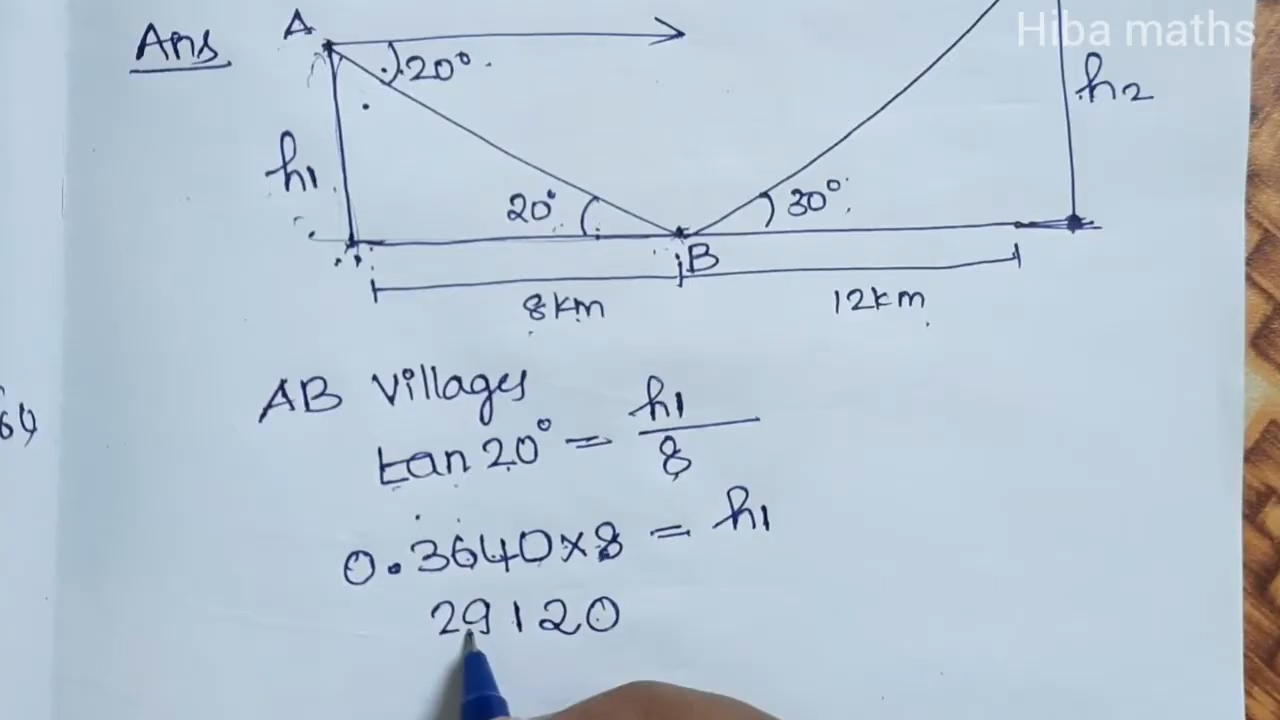 Hiba maths
Ans
A
20°
h2
h1
20°
30°
B
8km
12km
AB Villages
tan 20° = h1/8
0.3640×8 = h1
29120